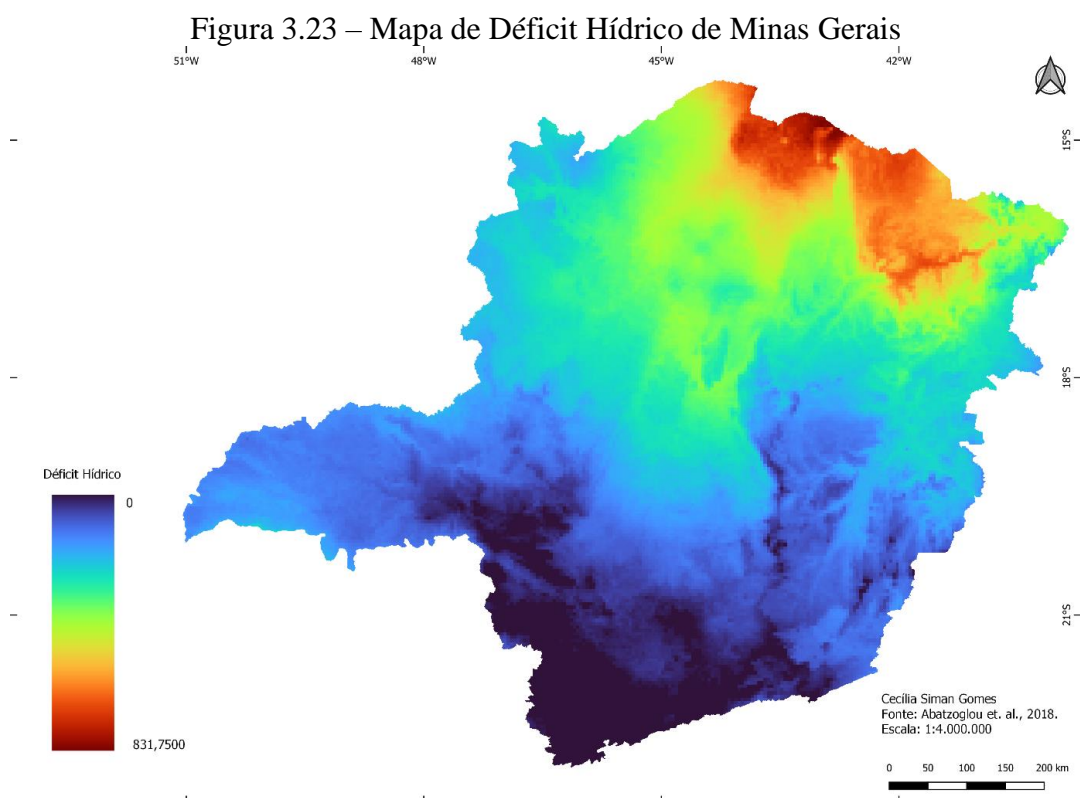 Figura 3.23 – Mapa de Déficit Hídrico de Minas Gerais
51°W 48°W 45°W 42°W
15°S
18°S
21°S
Déficit Hídrico
0
831,7500
Cecília Siman Gomes
Fonte: Abatzoglou et. al., 2018.
Escala: 1:4.000.000
0 50 100 150 200 km